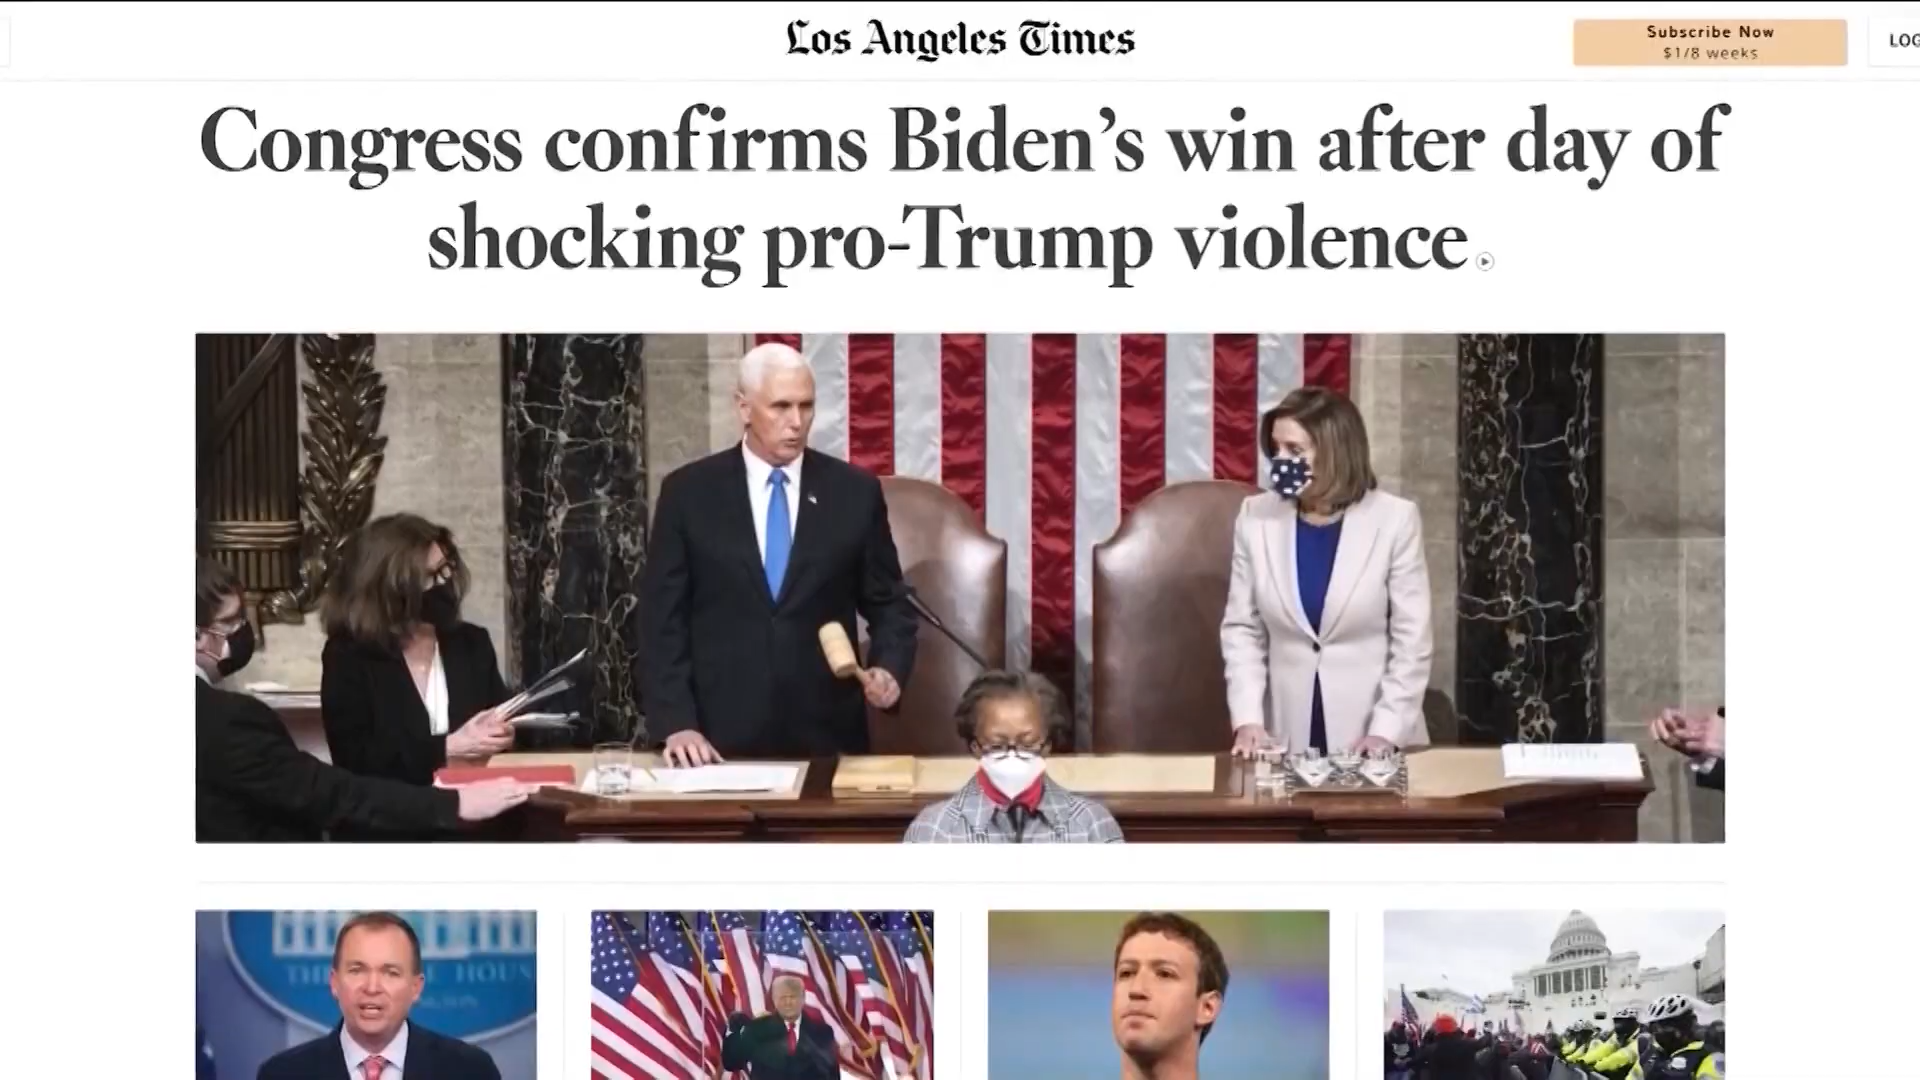 Los Angeles Times
Subscribe Now
$1/8 weeks
LOG
Congress confirms Biden’s win after day of
shocking pro-Trump violence